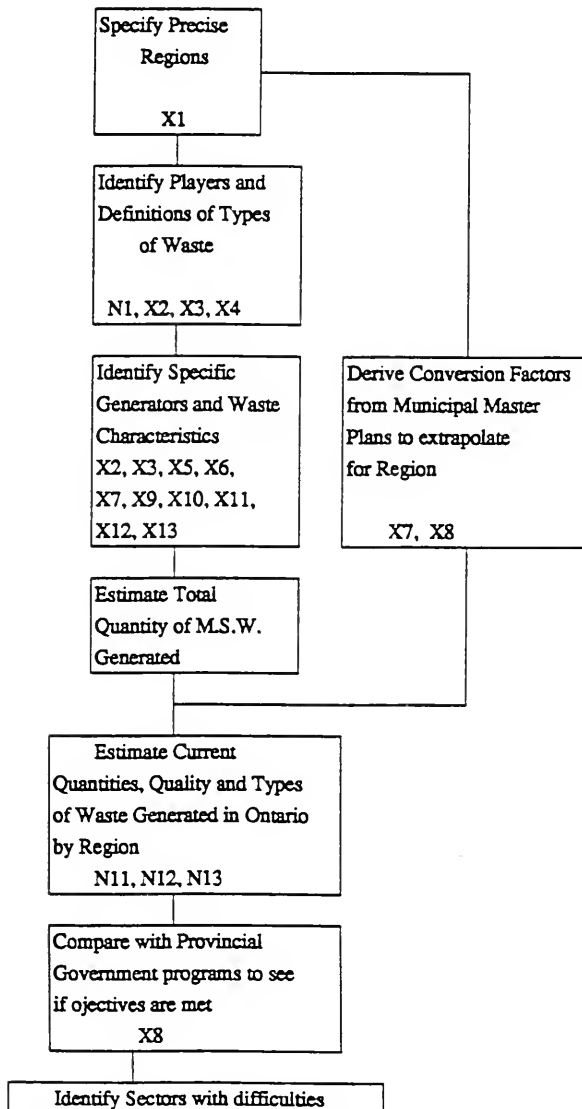 Specify Precise
Regions
X1
Identify Players and
Definitions of Types
of Waste
N1, X2, X3, X4
Identify Specific
Generators and Waste
Characteristics
X2, X3, X5, X6,
X7, X9, X10, X11,
X12, X13
Derive Conversion Factors
from Municipal Master
Plans to extrapolate
for Region
X7, X8
Estimate Total
Quantity of M.S.W.
Generated
Estimate Current
Quantities, Quality and Types
of Waste Generated in Ontario
by Region
N11, N12, N13
Compare with Provincial
Government programs to see
if ojectives are met
X8
Identify Sectors with difficulties